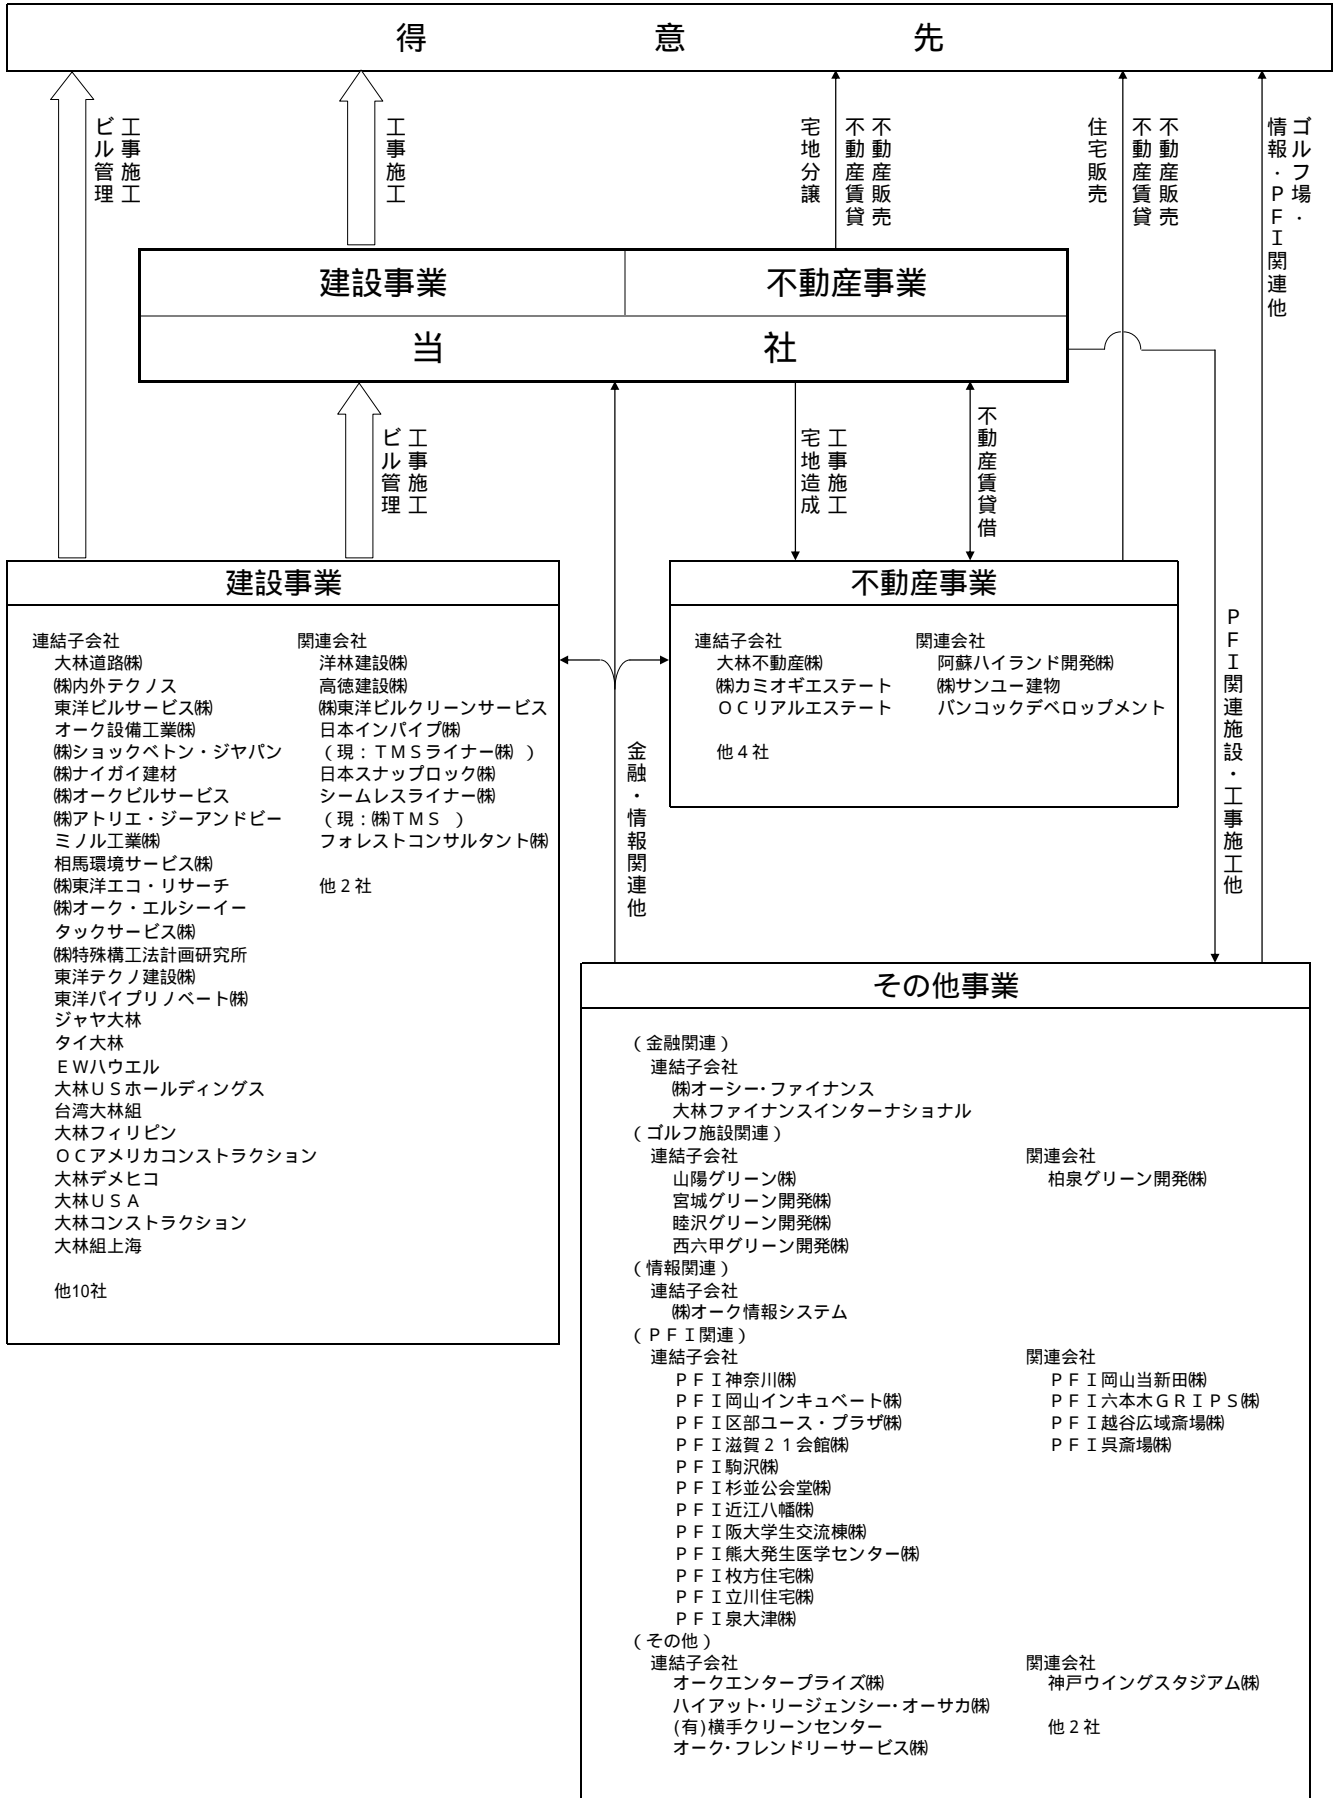 得意先
工事施工
ビル管理
工事施工
不動産販売
不動産賃貸
宅地分譲
不動産販売
不動産賃貸
住宅販売
ゴルフ場・
情報・ＰＦＩ関連他
建設事業
不動産事業
当社
工事施工
ビル管理
工事施工
宅地造成
不動産賃貸借
金融・情報関連他
ＰＦＩ関連施設・工事施工他
建設事業
連結子会社
大林道路㈱
㈱内外テクノス
東洋ビルサービス㈱
オーク設備工業㈱
㈱ショックベトン・ジャパン
㈱ナイガイ建材
㈱オークビルサービス
㈱アトリエ・ジーアンドビー
ミノル工業㈱
相馬環境サービス㈱
㈱東洋エコ・リサーチ
㈱オーク・エルシーイー
タックサービス㈱
㈱特殊構工法計画研究所
東洋テクノ建設㈱
東洋パイプリノベート㈱
ジャヤ大林
タイ大林
ＥＷハウエル
大林ＵＳホールディングス
台湾大林組
大林フィリピン
ＯＣアメリカコンストラクション
大林デメヒコ
大林ＵＳＡ
大林コンストラクション
大林組上海
他10社
関連会社
洋林建設㈱
高徳建設㈱
㈱東洋ビルクリーンサービス
日本インパイプ㈱
（現：ＴＭＳライナー㈱ ）
日本スナップロック㈱
シームレスライナー㈱
（現：㈱ＴＭＳ ）
フォレストコンサルタント㈱
他２社
不動産事業
連結子会社
大林不動産㈱
㈱カミオギエステート
ＯＣリアルエステート
他４社
関連会社
阿蘇ハイランド開発㈱
㈱サンユー建物
バンコックデベロップメント
その他事業
（金融関連）
連結子会社
㈱オーシー・ファイナンス
大林ファイナンスインターナショナル
（ゴルフ施設関連）
連結子会社
山陽グリーン㈱
宮城グリーン開発㈱
睦沢グリーン開発㈱
西六甲グリーン開発㈱
関連会社
柏泉グリーン開発㈱
（情報関連）
連結子会社
㈱オーク情報システム
（ＰＦＩ関連）
連結子会社
ＰＦＩ神奈川㈱
ＰＦＩ岡山インキュベート㈱
ＰＦＩ区部ユース・プラザ㈱
ＰＦＩ滋賀２１会館㈱
ＰＦＩ駒沢㈱
ＰＦＩ杉並公会堂㈱
ＰＦＩ近江八幡㈱
ＰＦＩ阪大学生交流棟㈱
ＰＦＩ熊大発生医学センター㈱
ＰＦＩ枚方住宅㈱
ＰＦＩ立川住宅㈱
ＰＦＩ泉大津㈱
関連会社
ＰＦＩ岡山当新田㈱
ＰＦＩ六本木ＧＲＩＰＳ㈱
ＰＦＩ越谷広域斎場㈱
ＰＦＩ呉斎場㈱
（その他）
連結子会社
オークエンタープライズ㈱
ハイアット・リージェンシー・オーサカ㈱
(有)横手クリーンセンター
オーク・フレンドリーサービス㈱
関連会社
神戸ウイングスタジアム㈱
他２社